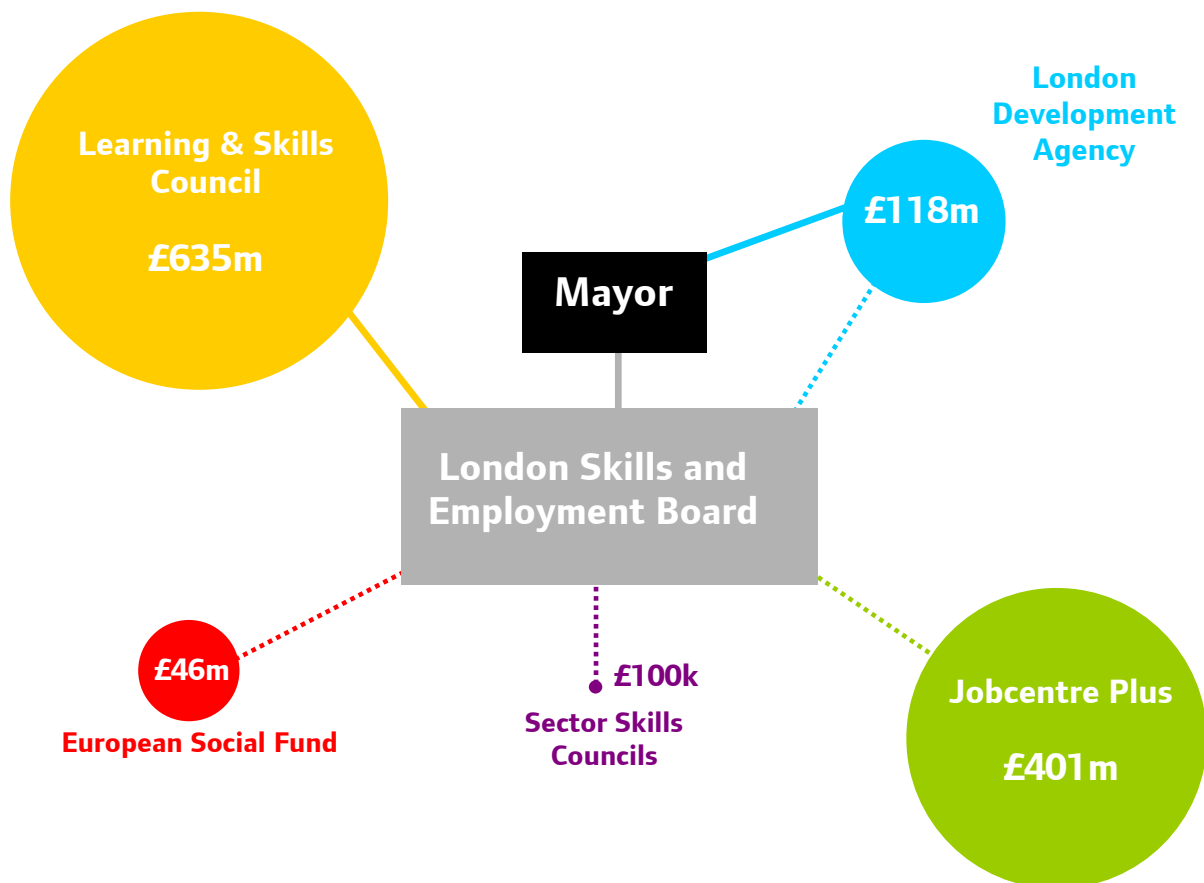 London
Development
Agency
Learning & Skills
Council
£635m
£118m
Mayor
London Skills and
Employment Board
£46m
European Social Fund
£100k
Sector Skills
Councils
Jobcentre Plus
£401m